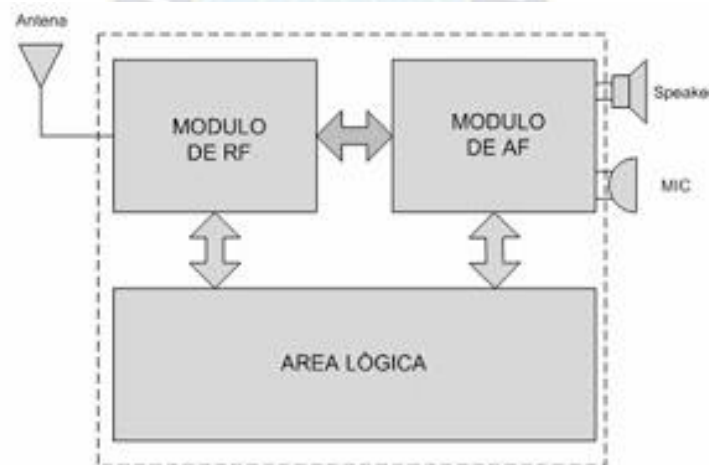 Antena
MODULO
DE RF
MODULO
DE AF
Speake
MIC
AREA LÓGICA